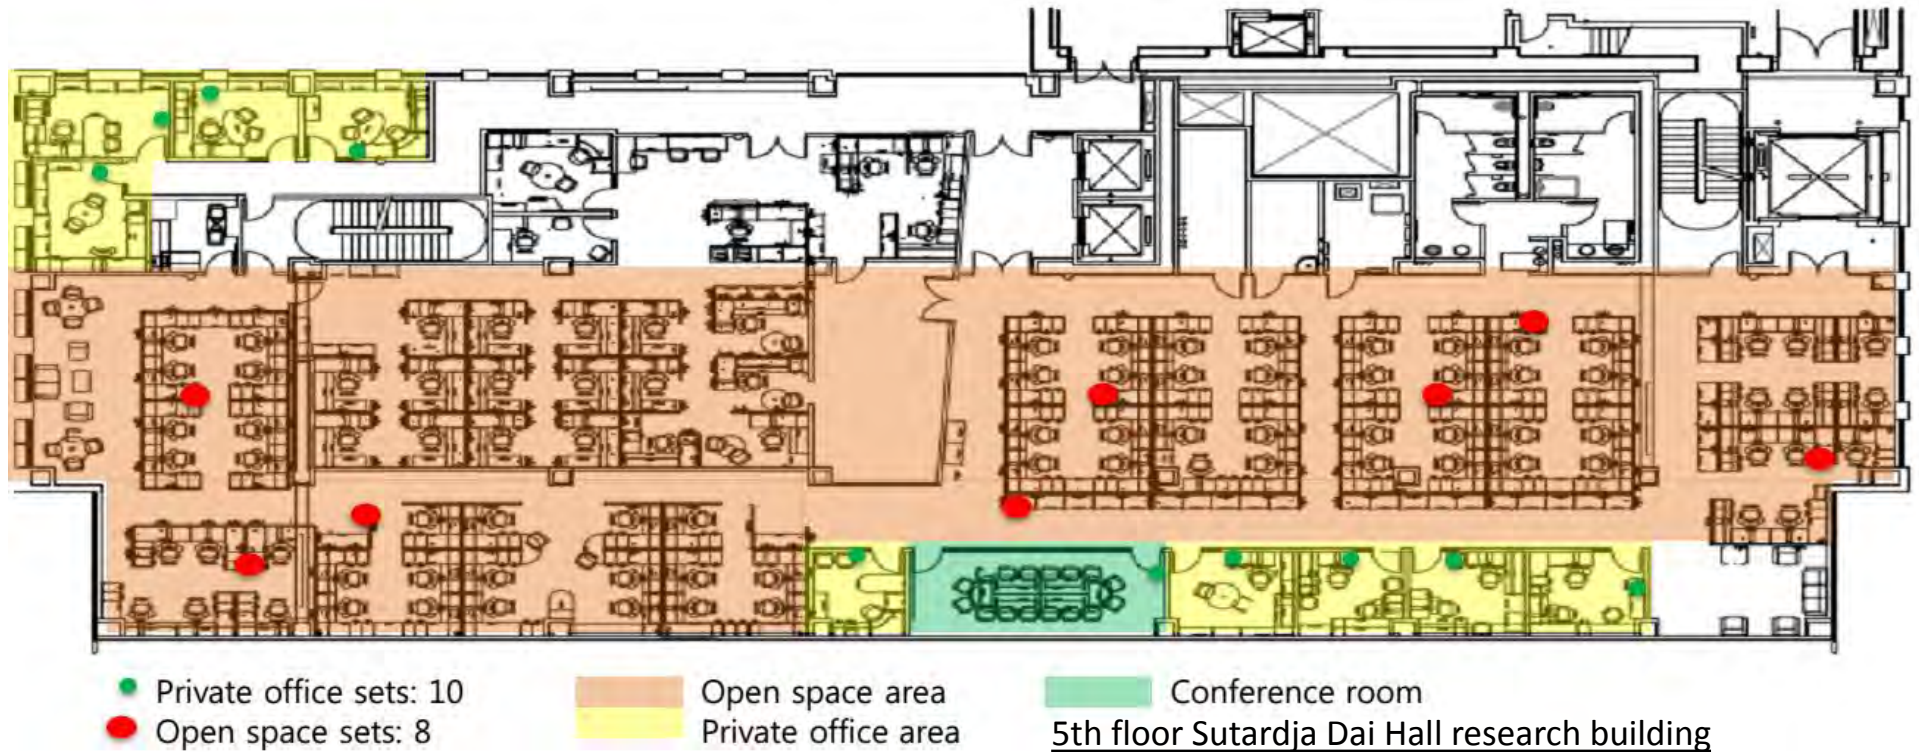 Private office sets: 10
Open space sets: 8
Open space area
Private office area
Conference room
5th floor Sutardja Dai Hall research building